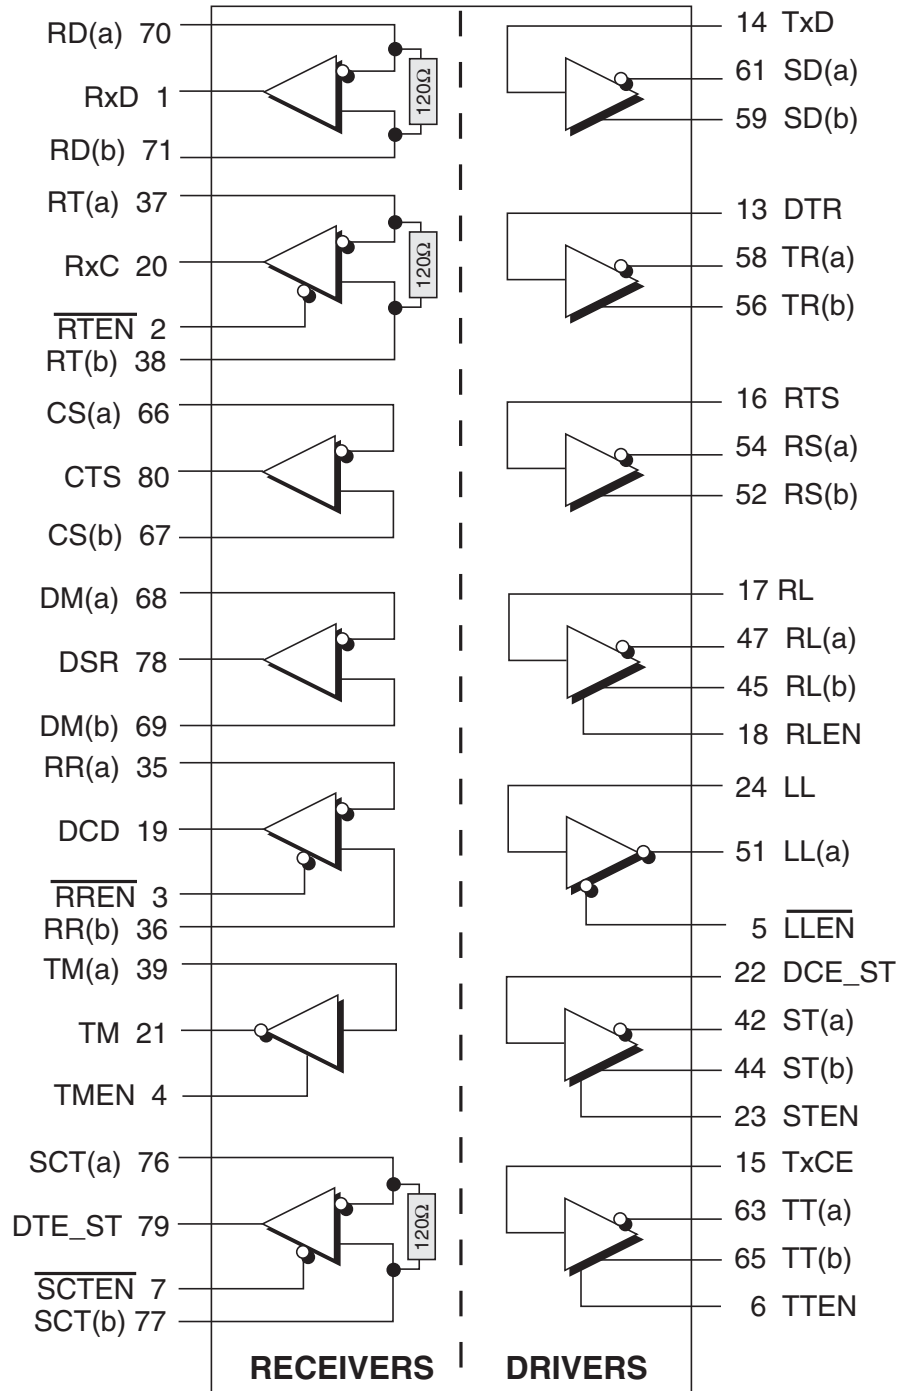 RD(a) 70
RxD 1
RD(b) 71
120Ω
RT(a) 37
RxC 20
RTEN 2
RT(b) 38
120Ω
CS(a) 66
CTS 80
CS(b) 67
DM(a) 68
DSR 78
DM(b) 69
RR(a) 35
DCD 19
RREN 3
RR(b) 36
TM(a) 39
TM 21
TMEN 4
SCT(a) 76
DTE_ST 79
SCTEN 7
SCT(b) 77
120Ω
RECEIVERS
14 TxD
61 SD(a)
59 SD(b)
13 DTR
58 TR(a)
56 TR(b)
16 RTS
54 RS(a)
52 RS(b)
17 RL
47 RL(a)
45 RL(b)
18 RLEN
24 LL
51 LL(a)
5 LLEN
22 DCE_ST
42 ST(a)
44 ST(b)
23 STEN
15 TxCE
63 TT(a)
65 TT(b)
6 TTEN
DRIVERS